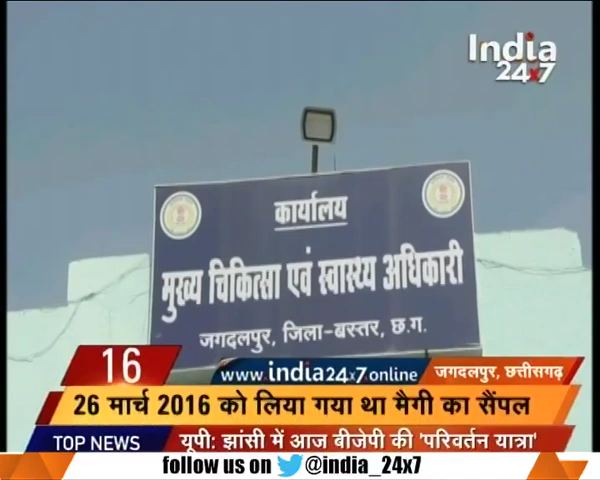 India
24x7
कार्यालय
मुख्य चिकित्सा एवं स्वास्थ्य अधिकारी
जगदलपुर, जिला-बस्तर, छ.ग.
16
www.india24x7online
जगदलपुर, छत्तीसगढ़
26 मार्च 2016 को लिया गया था मैगी का सैंपल
TOP NEWS
यूपी: झांसी में आज बीजेपी की 'परिवर्तन यात्रा'
follow us on @india_24x7